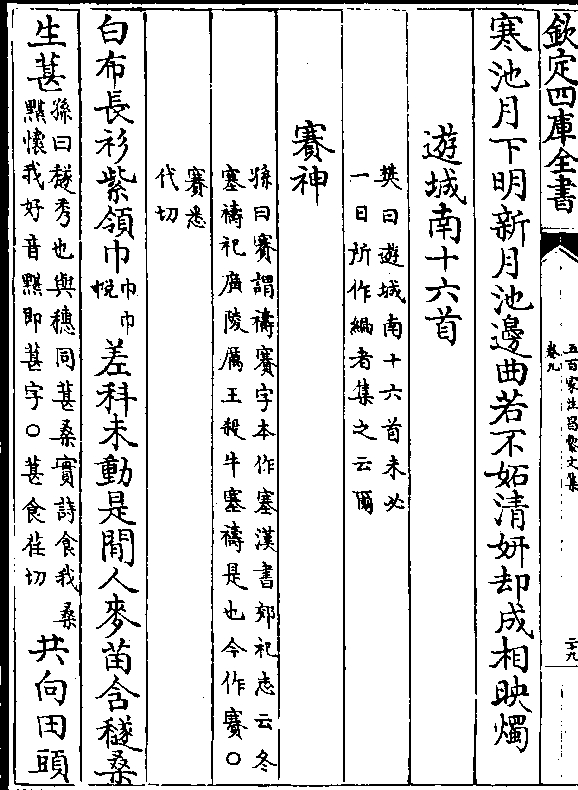 欽定四庫全書
五百家注昌黎文集
卷九
二十九
寒池月下明新月池邊曲若不妬清妍却成相映燭
遊城南十六首
樊曰遊城南十六首未必
一日所作編者集之云爾
賽神
孫曰賽謂禱賽字本作塞漢書郊祀志云冬
塞禱祀廣陵厲王殺牛塞禱是也今作賽○
賽悉
代切
白布長衫紫領巾
巾巾
帨
差科未動是閒人麥苗含穟桑
生葚
孫曰穟秀也與穗同葚桑實詩食我桑
黮懷我好音黮即葚字○葚食荏切
共向田頭